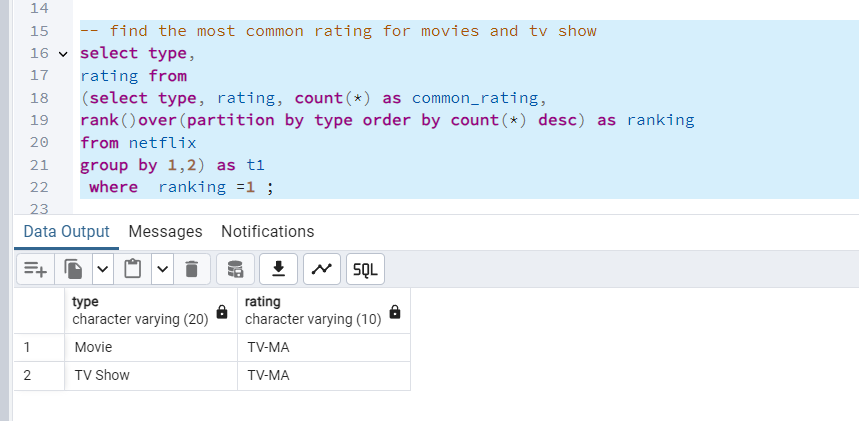 14
15 -- find the most common rating for movies and tv show
16 select type,
17 rating from
18 (select type, rating, count(*) as common_rating,
19 rank()over(partition by type order by count(*) desc) as ranking
20 from netflix
21 group by 1,2) as t1
22 where  ranking =1 ;
23
Data Output Messages Notifications
SQL
type rating
character varying (20) character varying (10)
1 Movie TV-MA
2 TV Show TV-MA